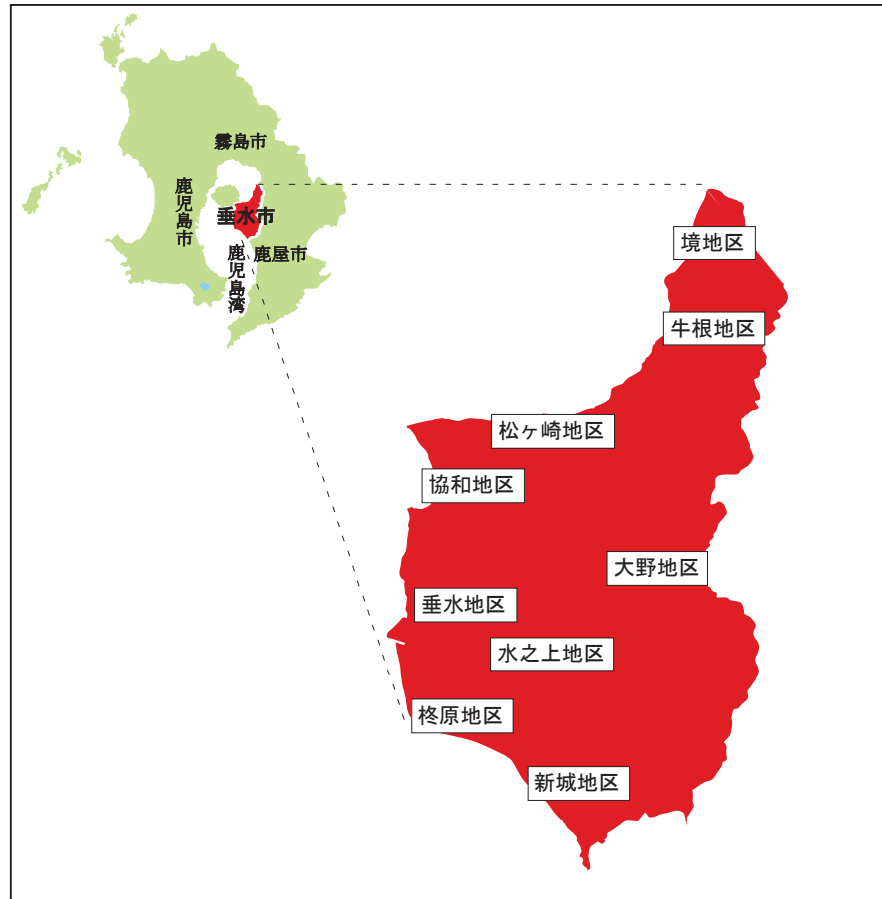 霧島市
鹿児島市
垂水市
鹿屋市
鹿児島湾
境地区
牛根地区
松ヶ崎地区
協和地区
大野地区
垂水地区
水之上地区
柊原地区
新城地区